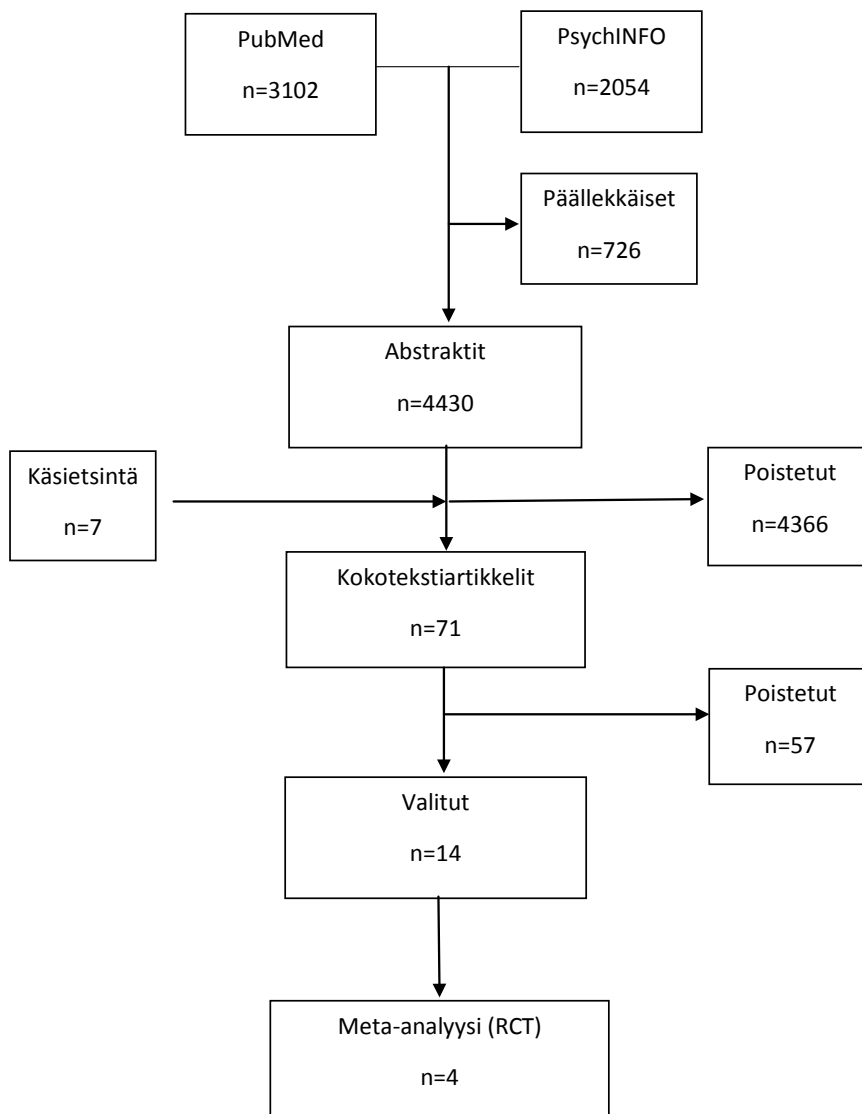 PubMed
n=3102
PsychINFO
n=2054
Päällekkäiset
n=726
Abstraktit
n=4430
Käsietsintä
n=7
Poistetut
n=4366
Kokotekstiartikkelit
n=71
Poistetut
n=57
Valitut
n=14
Meta-analyysi (RCT)
n=4